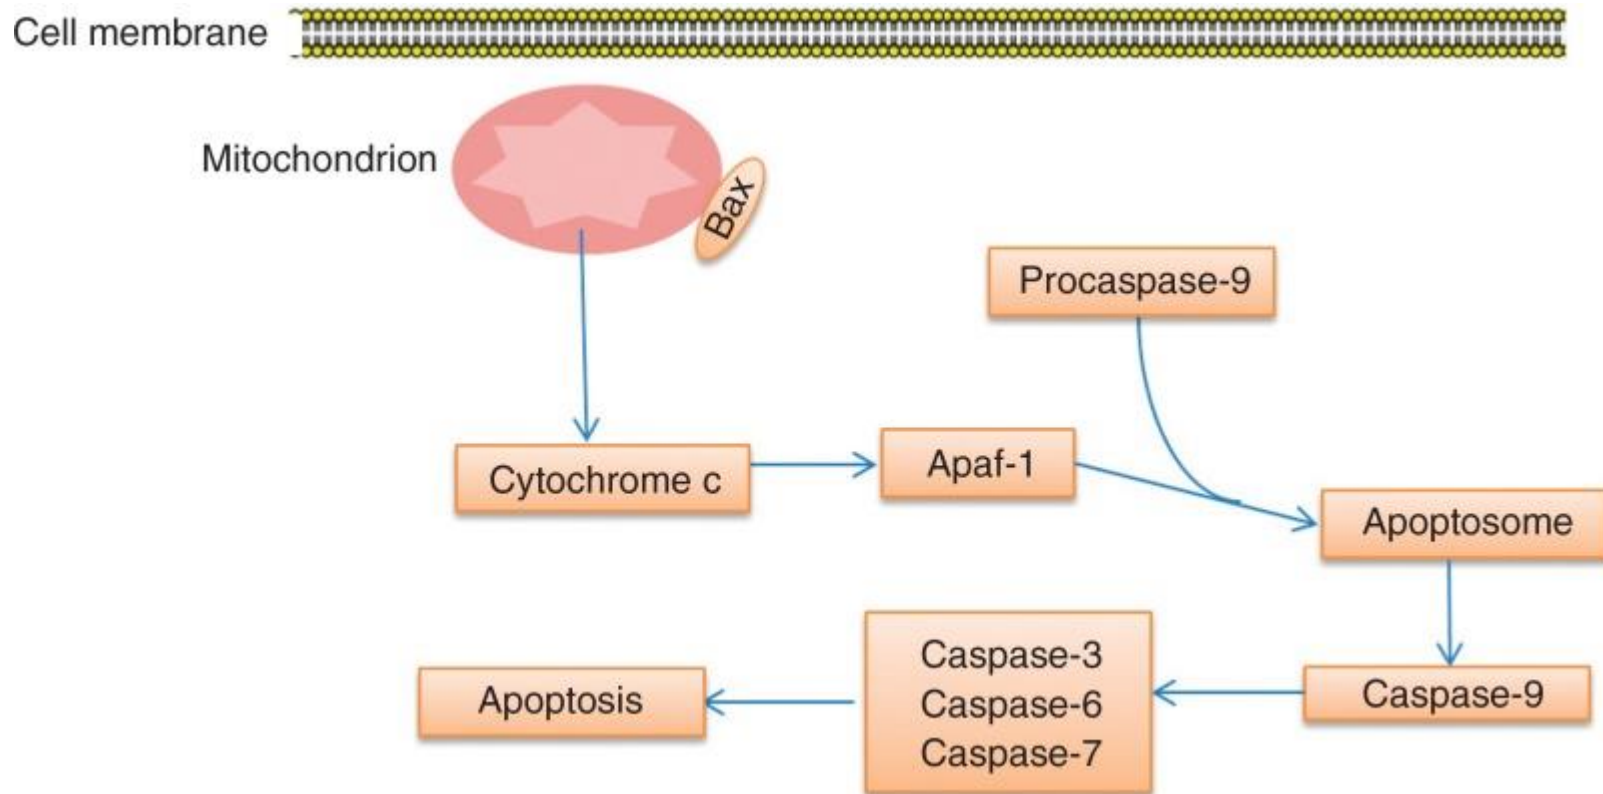 Cell membrane
Mitochondrion
Bax
Procaspase-9
Cytochrome c
Apaf-1
Apoptosome
Caspase-3
Caspase-6
Caspase-7
Caspase-9
Apoptosis